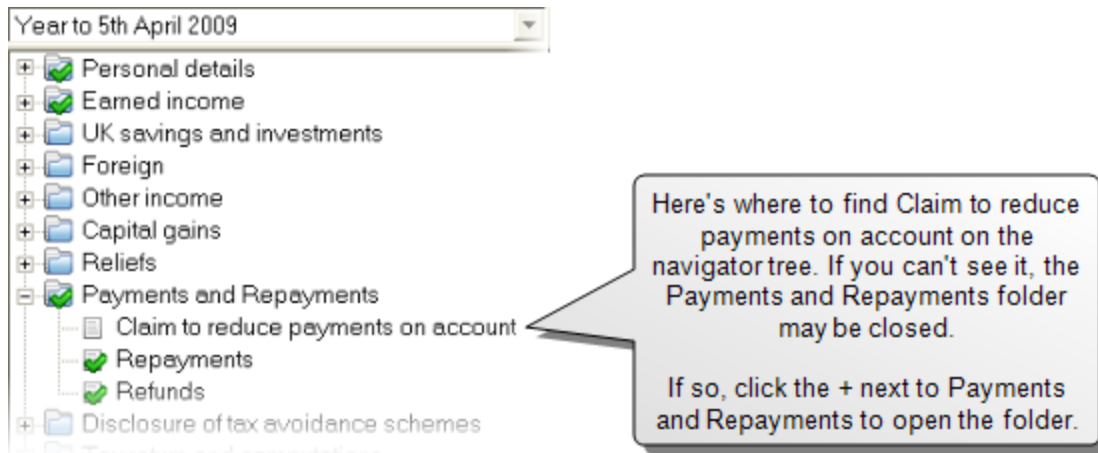 Year to 5th April 2009
Personal details
Earned income
UK savings and investments
Foreign
Other income
Capital gains
Reliefs
Payments and Repayments
Claim to reduce payments on account
Repayments
Refunds
Disclosure of tax avoidance schemes
Here's where to find Claim to reduce
payments on account on the
navigator tree. If you can't see it, the
Payments and Repayments folder
may be closed.
If so, click the + next to Payments
and Repayments to open the folder.